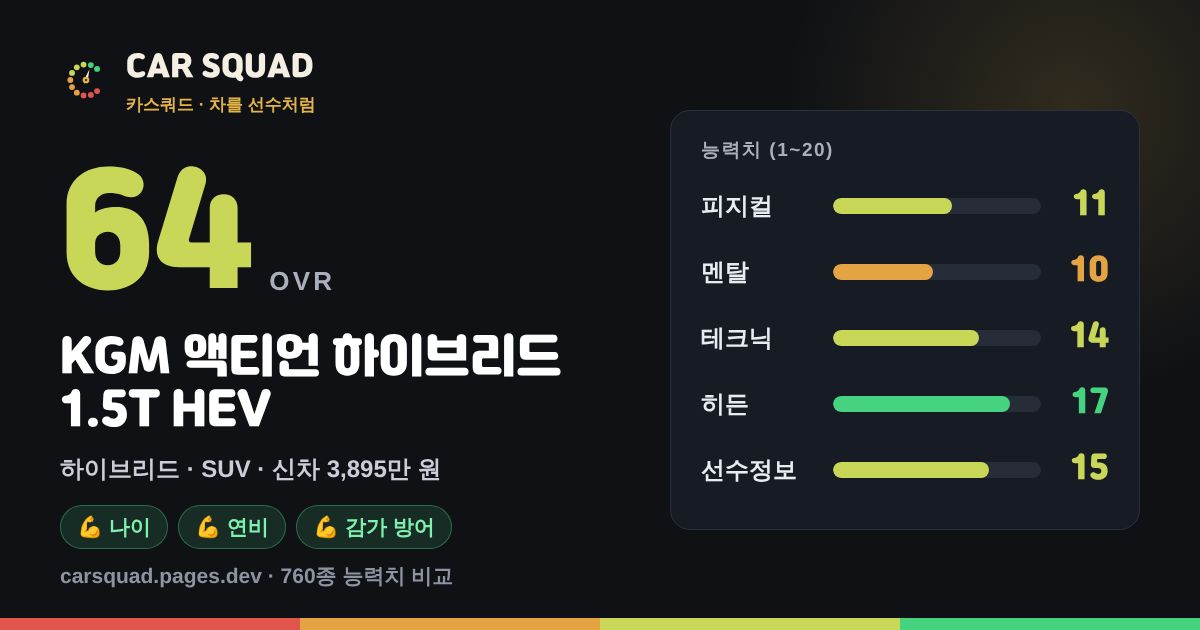 CAR SQUAD
카스쿼드 · 차를 선수처럼
64 OVR
KGM 액티언 하이브리드
1.5T HEV
하이브리드 · SUV · 신차 3,895만 원
💪 나이 💪 연비 💪 감가 방어
carsquad.pages.dev · 760종 능력치 비교
능력치 (1~20)
피지컬 11
멘탈 10
테크닉 14
히든 17
선수정보 15